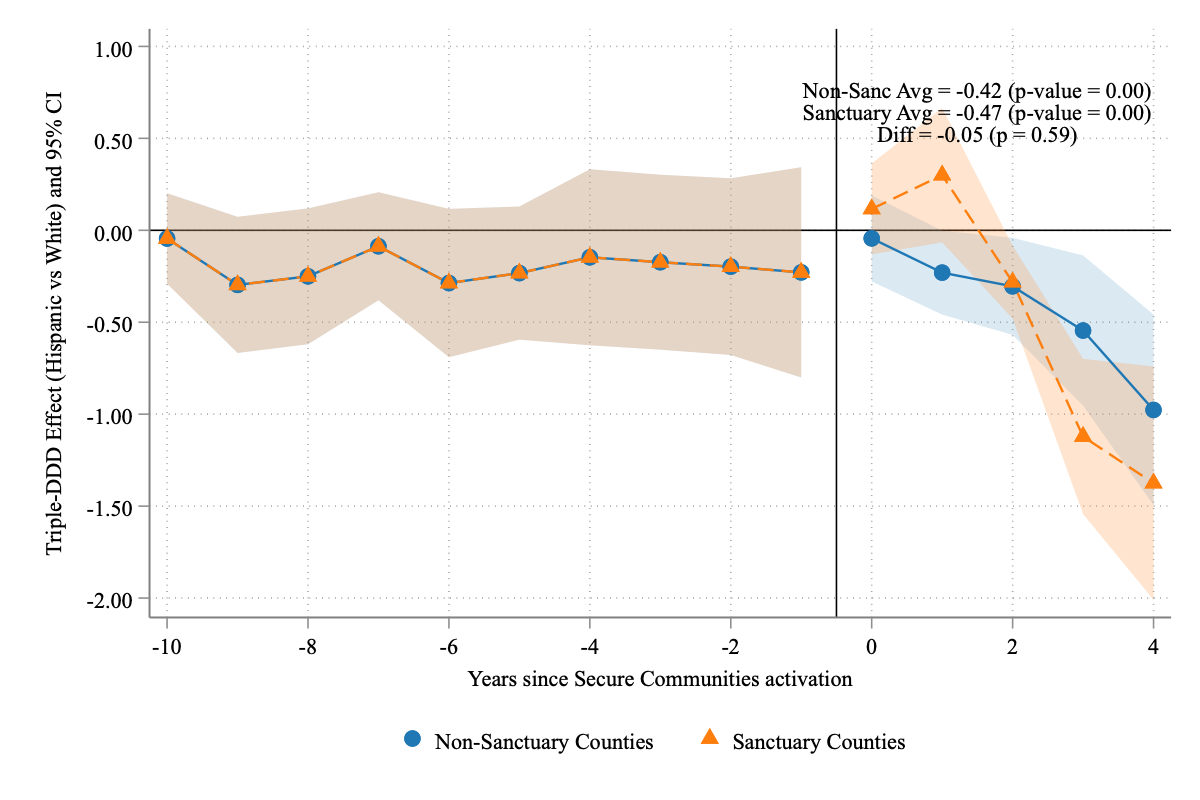 Triple-DDD Effect (Hispanic vs White) and 95% CI
1.00
0.50
0.00
-0.50
-1.00
-1.50
-2.00
Non-Sanc Avg = -0.42 (p-value = 0.00)
Sanctuary Avg = -0.47 (p-value = 0.00)
Diff = -0.05 (p = 0.59)
-10 -8 -6 -4 -2 0 2 4
Years since Secure Communities activation
Non-Sanctuary Counties Sanctuary Counties